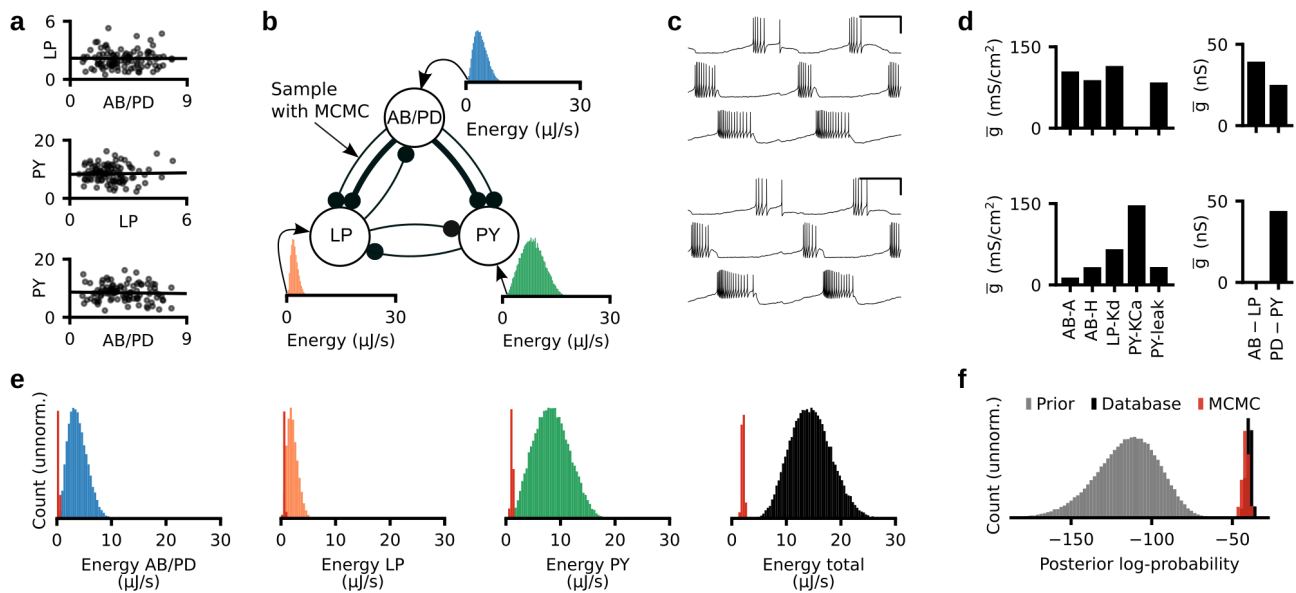 a
6
LP
0
0
AB/PD
9
20
PY
0
0
LP
6
20
PY
0
0
AB/PD
9
b
Sample
with MCMC
AB/PD
LP
PY
0
30
Energy (μJ/s)
0
30
Energy (μJ/s)
0
30
Energy (μJ/s)
c
d
150
0
g̅ (mS/cm²)
50
0
g̅ (nS)
150
0
g̅ (mS/cm²)
AB-A
AB-H
LP-Kd
PY-KCa
PY-leak
50
0
g̅ (nS)
AB – LP
PD – PY
e
Count (unnorm.)
0 10 20 30
Energy AB/PD
(μJ/s)
0 10 20 30
Energy LP
(μJ/s)
0 10 20 30
Energy PY
(μJ/s)
0 10 20 30
Energy total
(μJ/s)
f
Prior Database MCMC
Count (unnorm.)
−150 −100 −50
Posterior log-probability